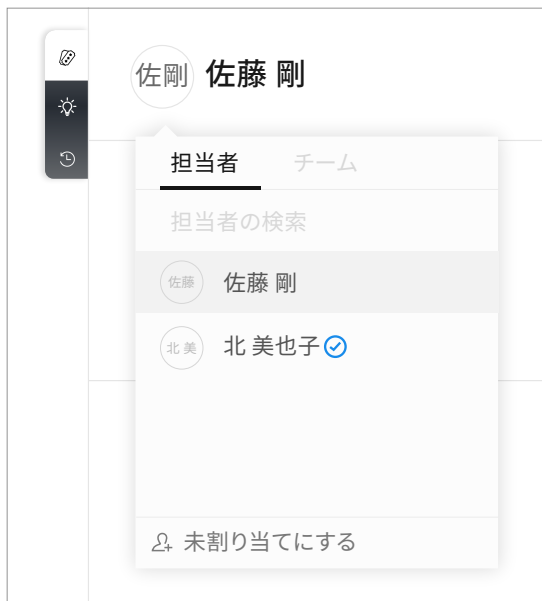 佐剛 佐藤 剛
担当者 チーム
担当者の検索
佐藤 佐藤 剛
北 美 北 美也子
未割り当てにする